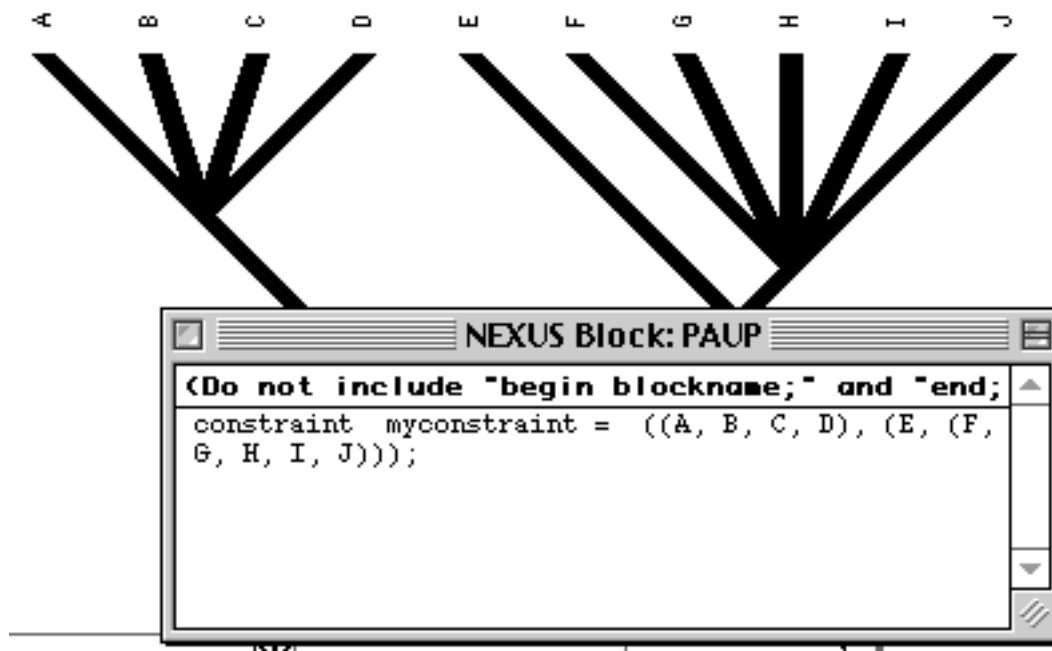 A B C D E F G H I J
NEXUS Block: PAUP
(Do not include "begin blockname;" and "end;
constraint myconstraint = ((A, B, C, D), (E, (F,
G, H, I, J)));